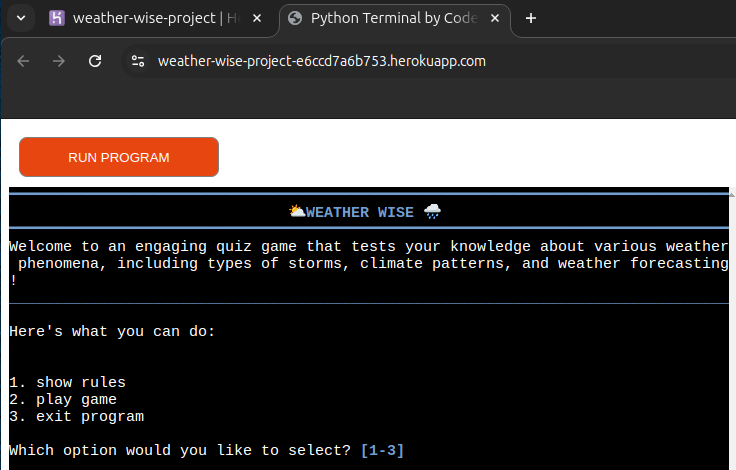 weather-wise-project | H
Python Terminal by Code
weather-wise-project-e6ccd7a6b753.herokuapp.com
RUN PROGRAM
WEATHER WISE
Welcome to an engaging quiz game that tests your knowledge about various weather
phenomena, including types of storms, climate patterns, and weather forecasting
!
Here's what you can do:
1. show rules
2. play game
3. exit program
Which option would you like to select? [1-3]